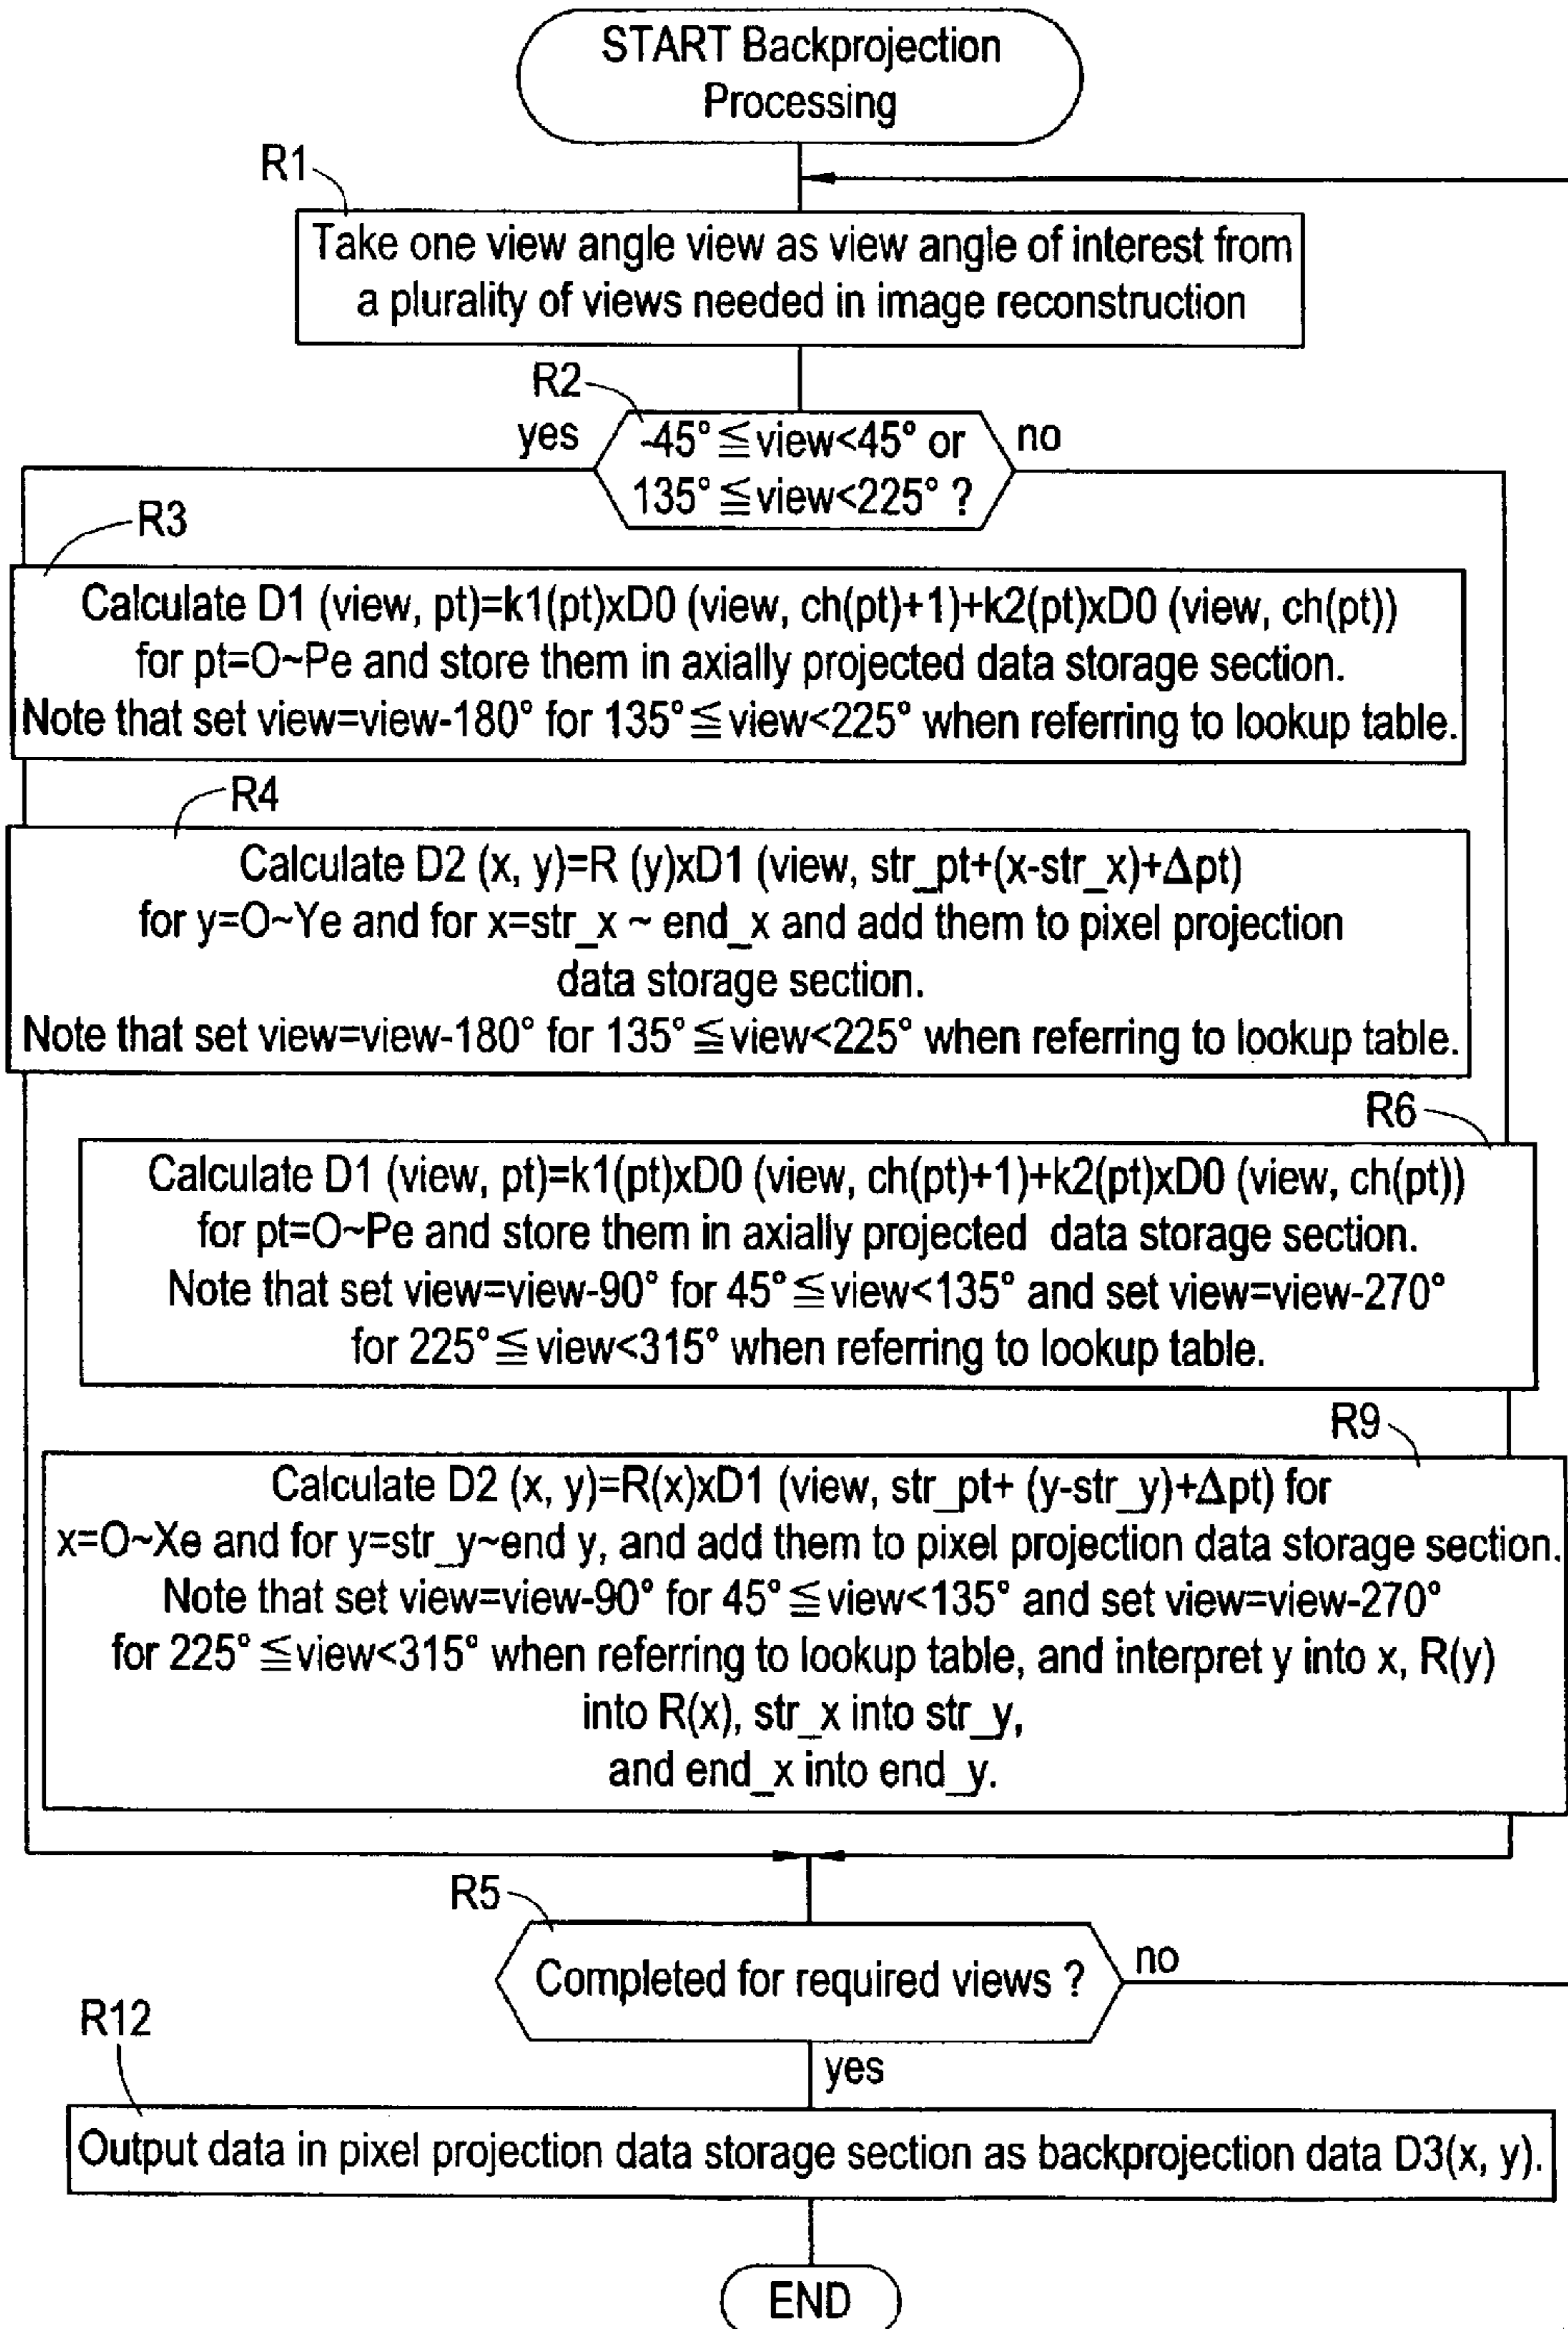 START Backprojection
Processing
R1
Take one view angle view as view angle of interest from
a plurality of views needed in image reconstruction
R2
yes
-45° ≦ view<45° or
135° ≦ view<225° ?
no
R3
Calculate D1 (view, pt)=k1(pt)xD0 (view, ch(pt)+1)+k2(pt)xD0 (view, ch(pt))
for pt=O~Pe and store them in axially projected data storage section.
Note that set view=view-180° for 135° ≦ view<225° when referring to lookup table.
R4
Calculate D2 (x, y)=R (y)xD1 (view, str_pt+(x-str_x)+Δpt)
for y=O~Ye and for x=str_x ~ end_x and add them to pixel projection
data storage section.
Note that set view=view-180° for 135° ≦ view<225° when referring to lookup table.
R6
Calculate D1 (view, pt)=k1(pt)xD0 (view, ch(pt)+1)+k2(pt)xD0 (view, ch(pt))
for pt=O~Pe and store them in axially projected data storage section.
Note that set view=view-90° for 45° ≦ view<135° and set view=view-270°
for 225° ≦ view<315° when referring to lookup table.
R9
Calculate D2 (x, y)=R(x)xD1 (view, str_pt+ (y-str_y)+Δpt) for
x=O~Xe and for y=str_y~end y, and add them to pixel projection data storage section.
Note that set view=view-90° for 45° ≦ view<135° and set view=view-270°
for 225° ≦ view<315° when referring to lookup table, and interpret y into x, R(y)
into R(x), str_x into str_y,
and end_x into end_y.
R5
Completed for required views ?
no
yes
R12
Output data in pixel projection data storage section as backprojection data D3(x, y).
END